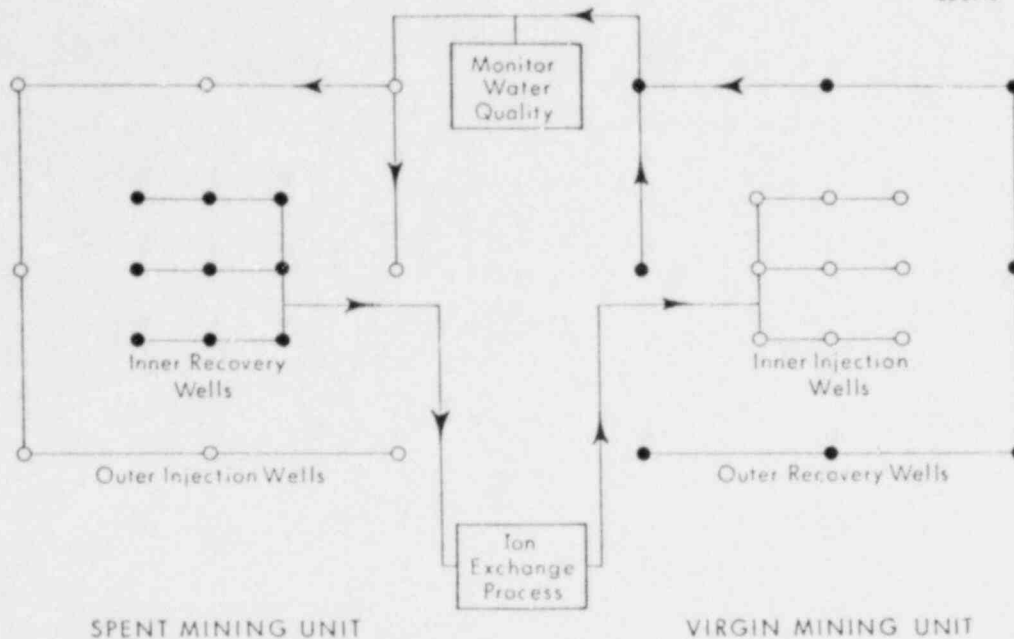 Monitor
Water
Quality
Inner Recovery
Wells
Inner Injection
Wells
Outer Injection Wells
Outer Recovery Wells
Ion
Exchange
Process
SPENT MINING UNIT
VIRGIN MINING UNIT